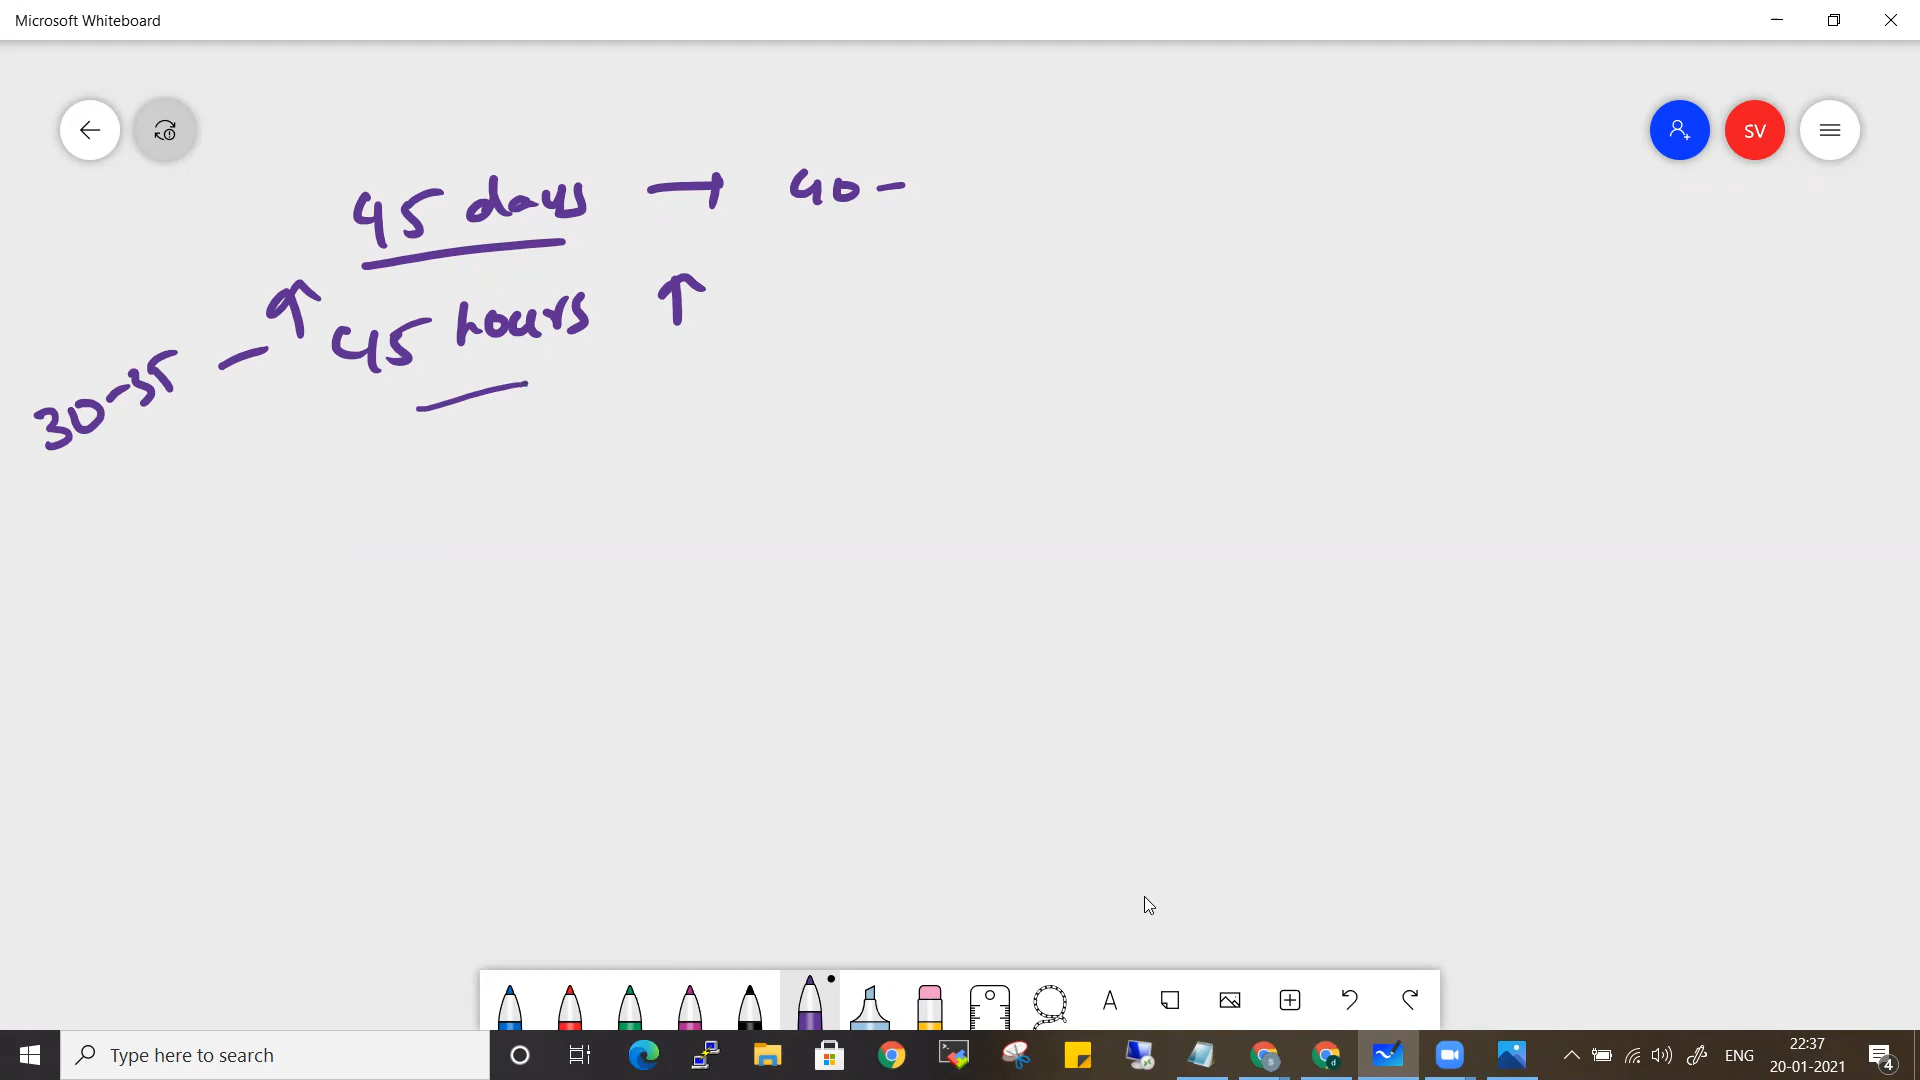 Microsoft Whiteboard
SV
45 days → 40 -
↑ 45 hours ↑
30-35 -
A
Type here to search
ENG
22:37
20-01-2021
4